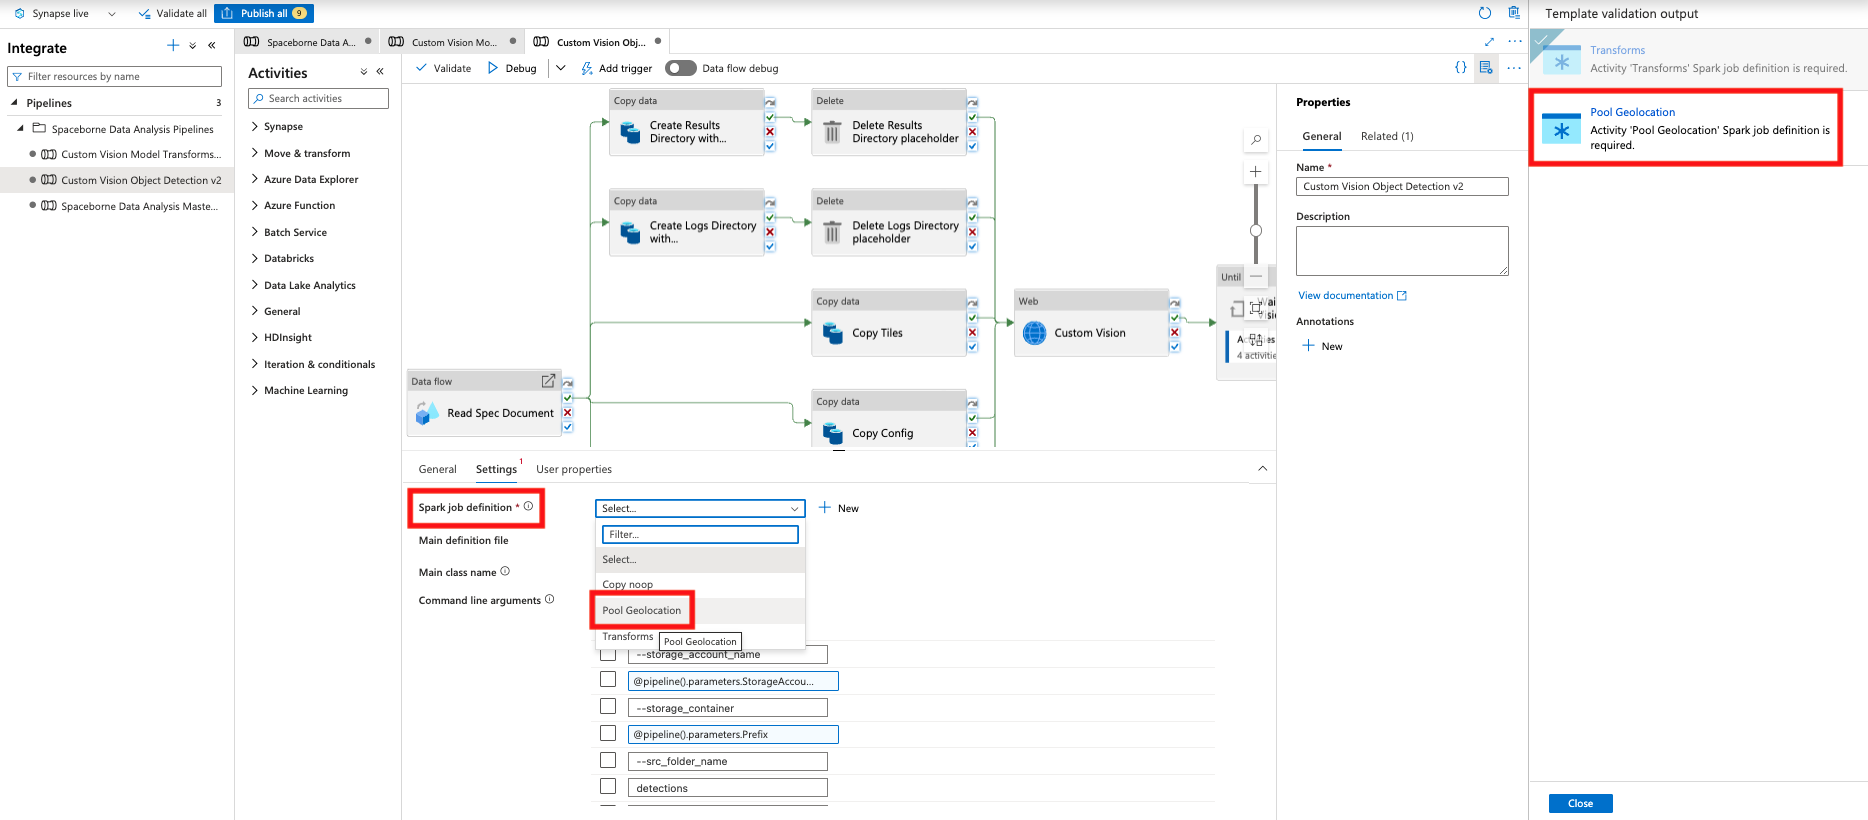 Synapse live
Validate all
Publish all 9
Template validation output
Integrate
Filter resources by name
Pipelines 3
Spaceborne Data Analysis Pipelines
Custom Vision Model Transforms...
Custom Vision Object Detection v2
Spaceborne Data Analysis Maste...
Spaceborne Data A...
Custom Vision Mo...
Custom Vision Obj...
Activities
Search activities
Synapse
Move & transform
Azure Data Explorer
Azure Function
Batch Service
Databricks
Data Lake Analytics
General
HDInsight
Iteration & conditionals
Machine Learning
Validate
Debug
Add trigger
Data flow debug
Copy data
Create Results
Directory with...
Delete
Delete Results
Directory placeholder
Copy data
Create Logs Directory
with...
Delete
Delete Logs Directory
placeholder
Copy data
Copy Tiles
Web
Custom Vision
Until
Wai
Activities
4 activitie
Data flow
Read Spec Document
Copy data
Copy Config
General
Settings 1
User properties
Spark job definition *
Select...
New
Filter...
Select...
Copy noop
Pool Geolocation
Transforms
Pool Geolocation
Main definition file
Main class name
Command line arguments
--storage_account_name
@pipeline().parameters.StorageAccou...
--storage_container
@pipeline().parameters.Prefix
--src_folder_name
detections
Properties
General
Related (1)
Name *
Custom Vision Object Detection v2
Description
View documentation
Annotations
New
Transforms
Activity 'Transforms' Spark job definition is required.
Pool Geolocation
Activity 'Pool Geolocation' Spark job definition is
required.
Close